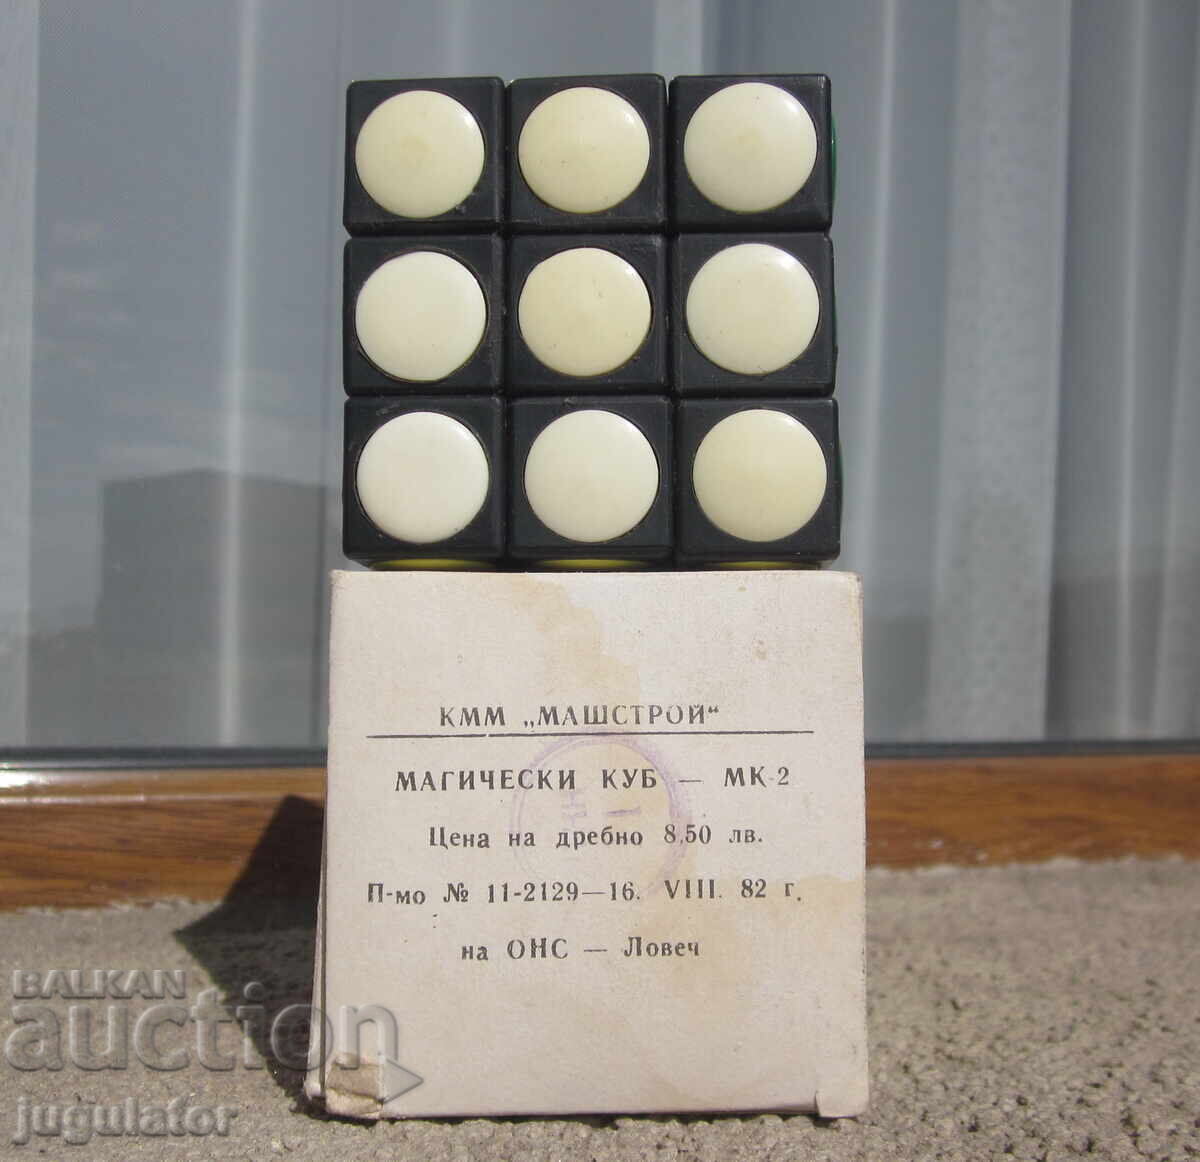 КММ „МАШСТРОЙ“
МАГИЧЕСКИ КУБ — МК-2
Цена на дребно 8,50 лв.
П-мо № 11-2129—16. VIII. 82 г.
на ОНС — Ловеч
BALKAN
auction
jugulator